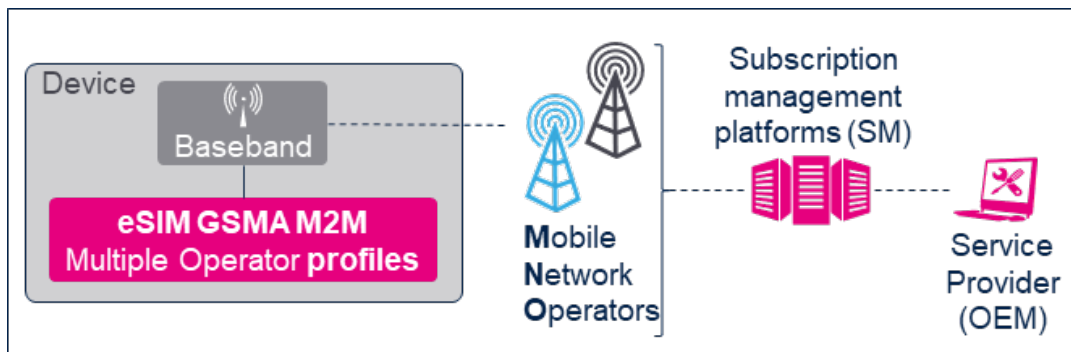 Device
Baseband
eSIM GSMA M2M
Multiple Operator profiles
Mobile
Network
Operators
Subscription
management
platforms (SM)
Service
Provider
(OEM)